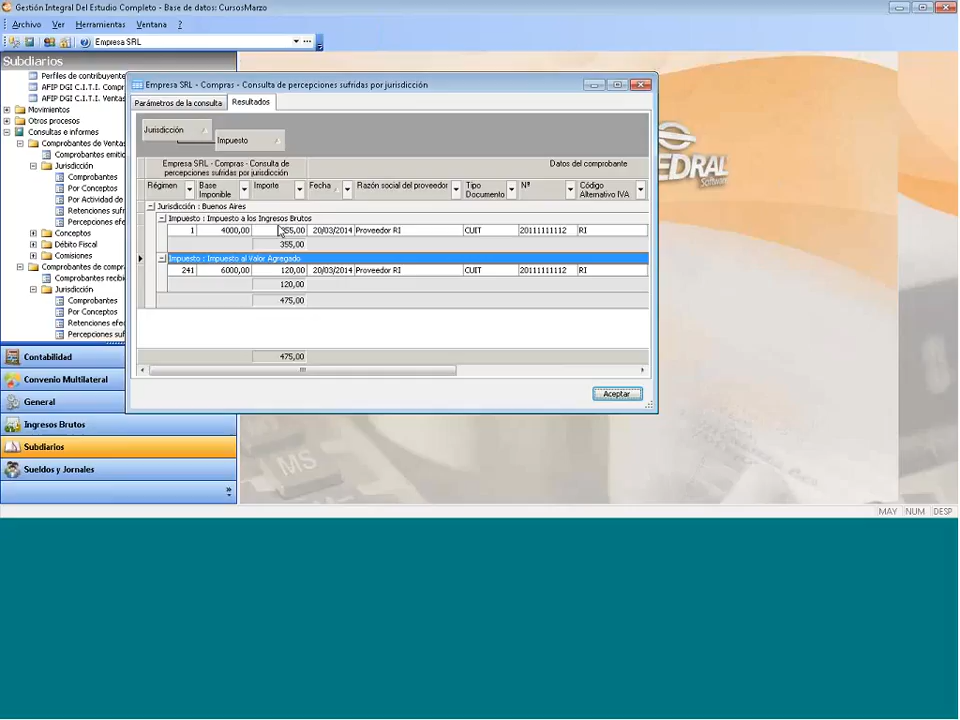 Gestión Integral Del Estudio Completo - Base de datos: CursosMarzo
Archivo Ver Herramientas Ventana ?
Empresa SRL
Subdiarios
Perfiles de contribuyente
AFIP DGI C.I.T.I. Compr
AFIP DGI C.I.T.I. Ventas
Movimientos
Otros procesos
Consultas e informes
Comprobantes de Ventas
Comprobantes emitid
Jurisdicción
Comprobantes
Por Conceptos
Por Actividad de
Retenciones sufr
Percepciones efe
Conceptos
Débito Fiscal
Comisiones
Comprobantes de compr
Comprobantes recibi
Jurisdicción
Comprobantes
Por Conceptos
Retenciones efe
Percepciones suf
Contabilidad
Convenio Multilateral
General
Ingresos Brutos
Subdiarios
Sueldos y Jornales
Empresa SRL - Compras - Consulta de percepciones sufridas por jurisdicción
Parámetros de la consulta Resultados
Jurisdicción
Impuesto
Empresa SRL - Compras - Consulta de percepciones sufridas por jurisdicción
Datos del comprobante
Régimen Base Imponible Importe Fecha Razón social del proveedor Tipo Documento Nº Código Alternativo IVA
Jurisdicción : Buenos Aires
Impuesto : Impuesto a los Ingresos Brutos
1 4000,00 355,00 20/03/2014 Proveedor RI CUIT 20111111112 RI
355,00
Impuesto : Impuesto al Valor Agregado
241 6000,00 120,00 20/03/2014 Proveedor RI CUIT 20111111112 RI
120,00
475,00
475,00
Aceptar
EDRAL
Software
MS
MAY NUM DESP